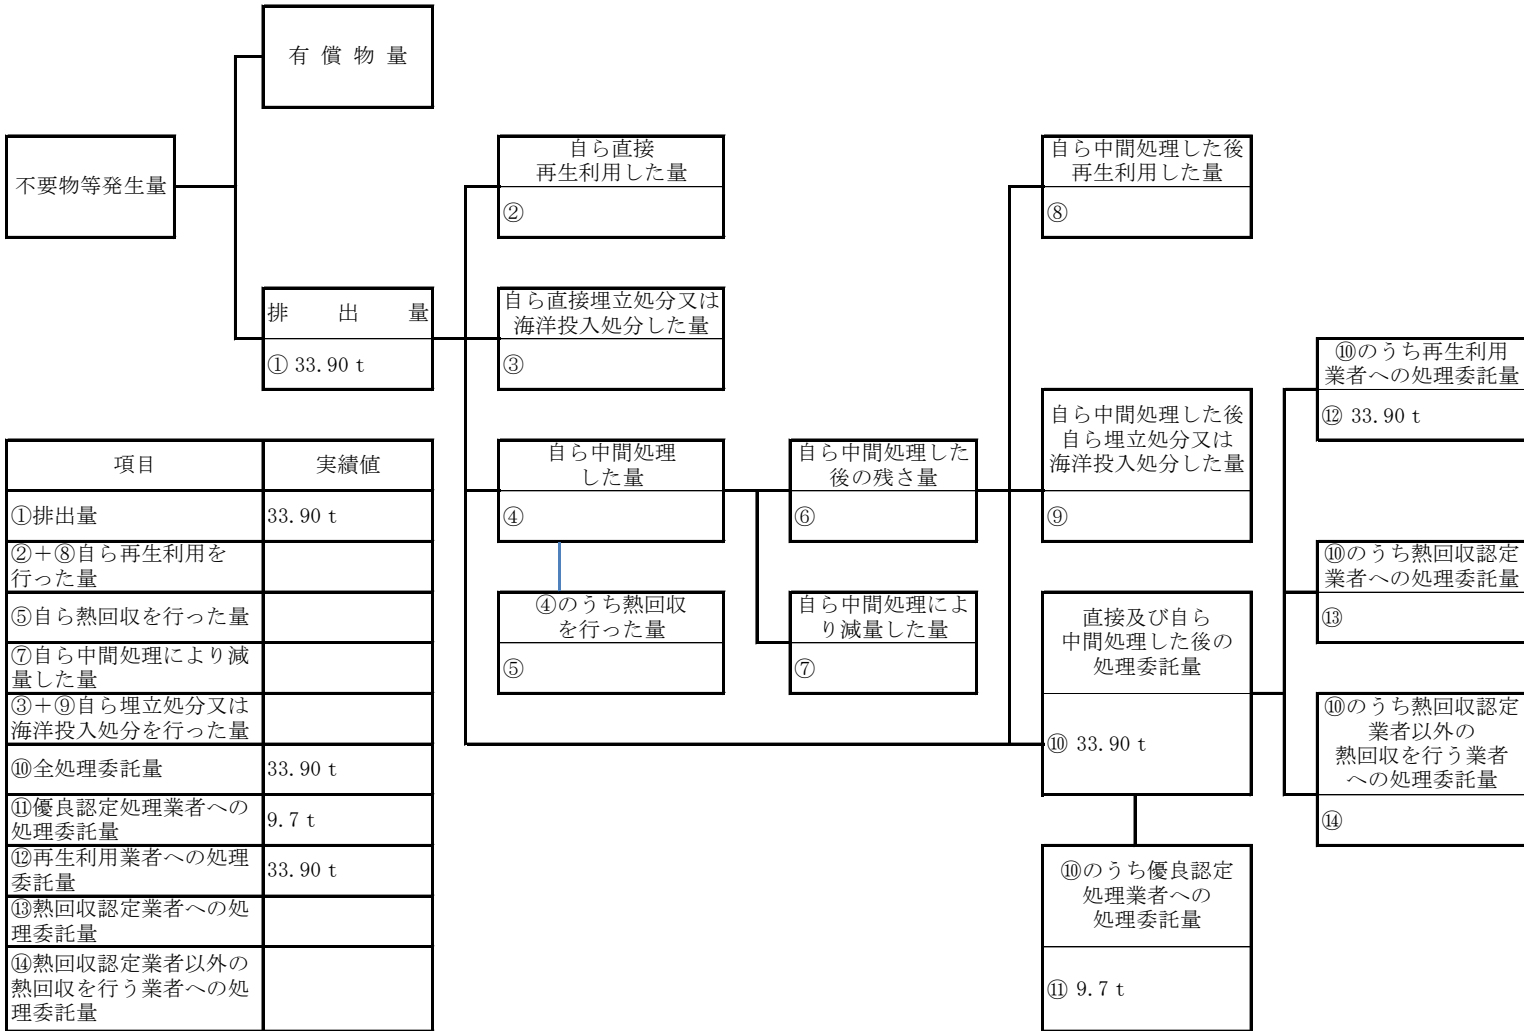 有 償 物 量
不要物等発生量
自ら直接
再生利用した量
②
自ら中間処理した後
再生利用した量
⑧
排 出 量
① 33.90 t
自ら直接埋立処分又は
海洋投入処分した量
③
⑩のうち再生利用
業者への処理委託量
⑫ 33.90 t
自ら中間処理
した量
④
自ら中間処理した
後の残さ量
⑥
自ら中間処理した後
自ら埋立処分又は
海洋投入処分した量
⑨
④のうち熱回収
を行った量
⑤
自ら中間処理によ
り減量した量
⑦
直接及び自ら
中間処理した後の
処理委託量
⑩ 33.90 t
⑩のうち熱回収認定
業者への処理委託量
⑬
⑩のうち熱回収認定
業者以外の
熱回収を行う業者
への処理委託量
⑭
⑩のうち優良認定
処理業者への
処理委託量
⑪ 9.7 t
項目 実績値
①排出量 33.90 t
②＋⑧自ら再生利用を
行った量
⑤自ら熱回収を行った量
⑦自ら中間処理により減
量した量
③＋⑨自ら埋立処分又は
海洋投入処分を行った量
⑩全処理委託量 33.90 t
⑪優良認定処理業者への
処理委託量 9.7 t
⑫再生利用業者への処理
委託量 33.90 t
⑬熱回収認定業者への処
理委託量
⑭熱回収認定業者以外の
熱回収を行う業者への処
理委託量